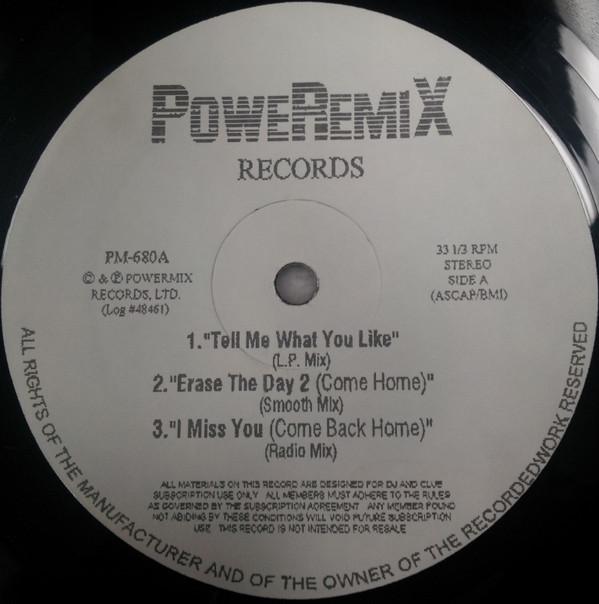 POWEREMIX
RECORDS
PM-680A
© & ℗ POWERMIX
RECORDS, LTD.
(Log #48461)
33 1/3 RPM
STEREO
SIDE A
(ASCAP/BMI)
1."Tell Me What You Like"
(L.P. Mix)
2."Erase The Day 2 (Come Home)"
(Smooth Mix)
3."I Miss You (Come Back Home)"
(Radio Mix)
ALL MATERIALS ON THIS RECORD ARE DESIGNED FOR DJ AND CLUB
SUBSCRIPTION USE ONLY ALL MEMBERS MUST ADHERE TO THE RULES
AS GOVERNED BY THE SUBSCRIPTION AGREEMENT ANY MEMBER FOUND
NOT ABIDING BY THESE CONDITIONS WILL VOID FUTURE SUBSCRIPTION
USE THIS RECORD IS NOT INTENDED FOR RESALE
ALL RIGHTS OF THE MANUFACTURER AND OF THE OWNER OF THE RECORDEDWORK RESERVED